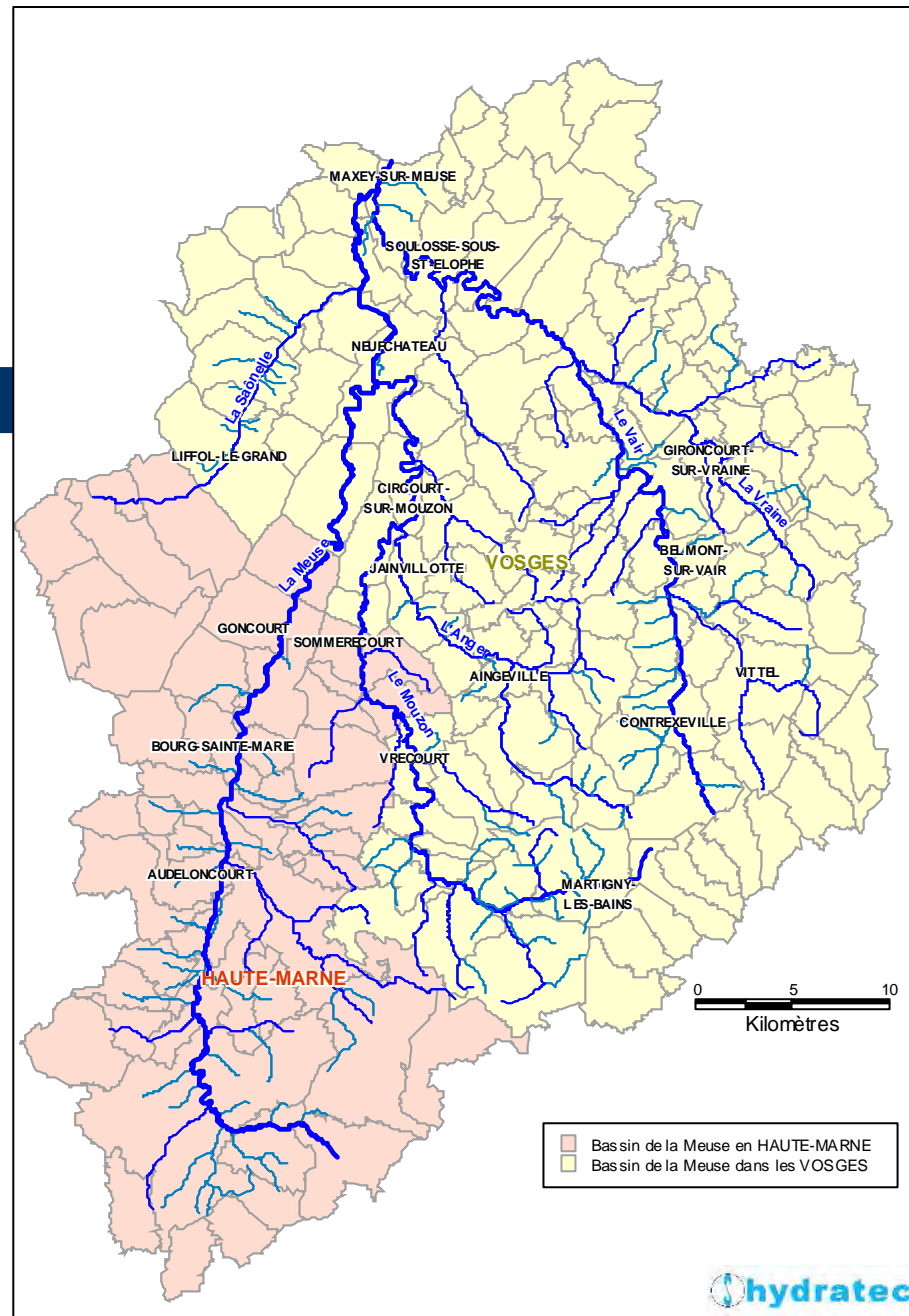 MAXEY-SUR-MEUSE
SOULOSSE-SOUS-
ST-ELOPHE
NEUFCHATEAU
La Saônelle
Le Vair
LIFFOL-LE-GRAND
GIRONCOURT-
SUR-VRAINE
La Vraine
CIRCOURT-
SUR-MOUZON
La Meuse
JAINVILLOTTE
VOSGES
BELMONT-
SUR-VAIR
GONCOURT
SOMMERECOURT
L'Anger
AINGEVILLE
VITTEL
Le Mouzon
CONTREXEVILLE
BOURG-SAINTE-MARIE
VRECOURT
AUDELONCOURT
MARTIGNY-
LES-BAINS
HAUTE-MARNE
0 5 10
Kilomètres
Bassin de la Meuse en HAUTE-MARNE
Bassin de la Meuse dans les VOSGES
hydratec